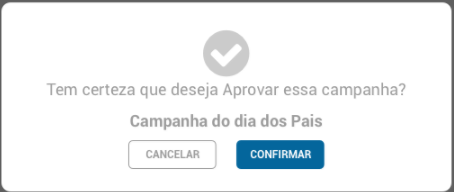 Tem certeza que deseja Aprovar essa campanha?
Campanha do dia dos Pais
CANCELAR CONFIRMAR